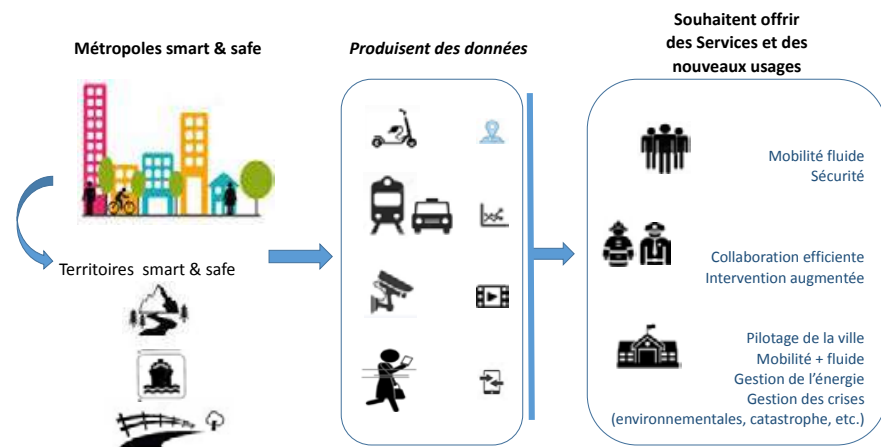 Métropoles smart & safe
Territoires smart & safe
Produisent des données
Souhaitent offrir
des Services et des
nouveaux usages
Mobilité fluide
Sécurité
Collaboration efficiente
Intervention augmentée
Pilotage de la ville
Mobilité + fluide
Gestion de l'énergie
Gestion des crises
(environnementales, catastrophe, etc.)